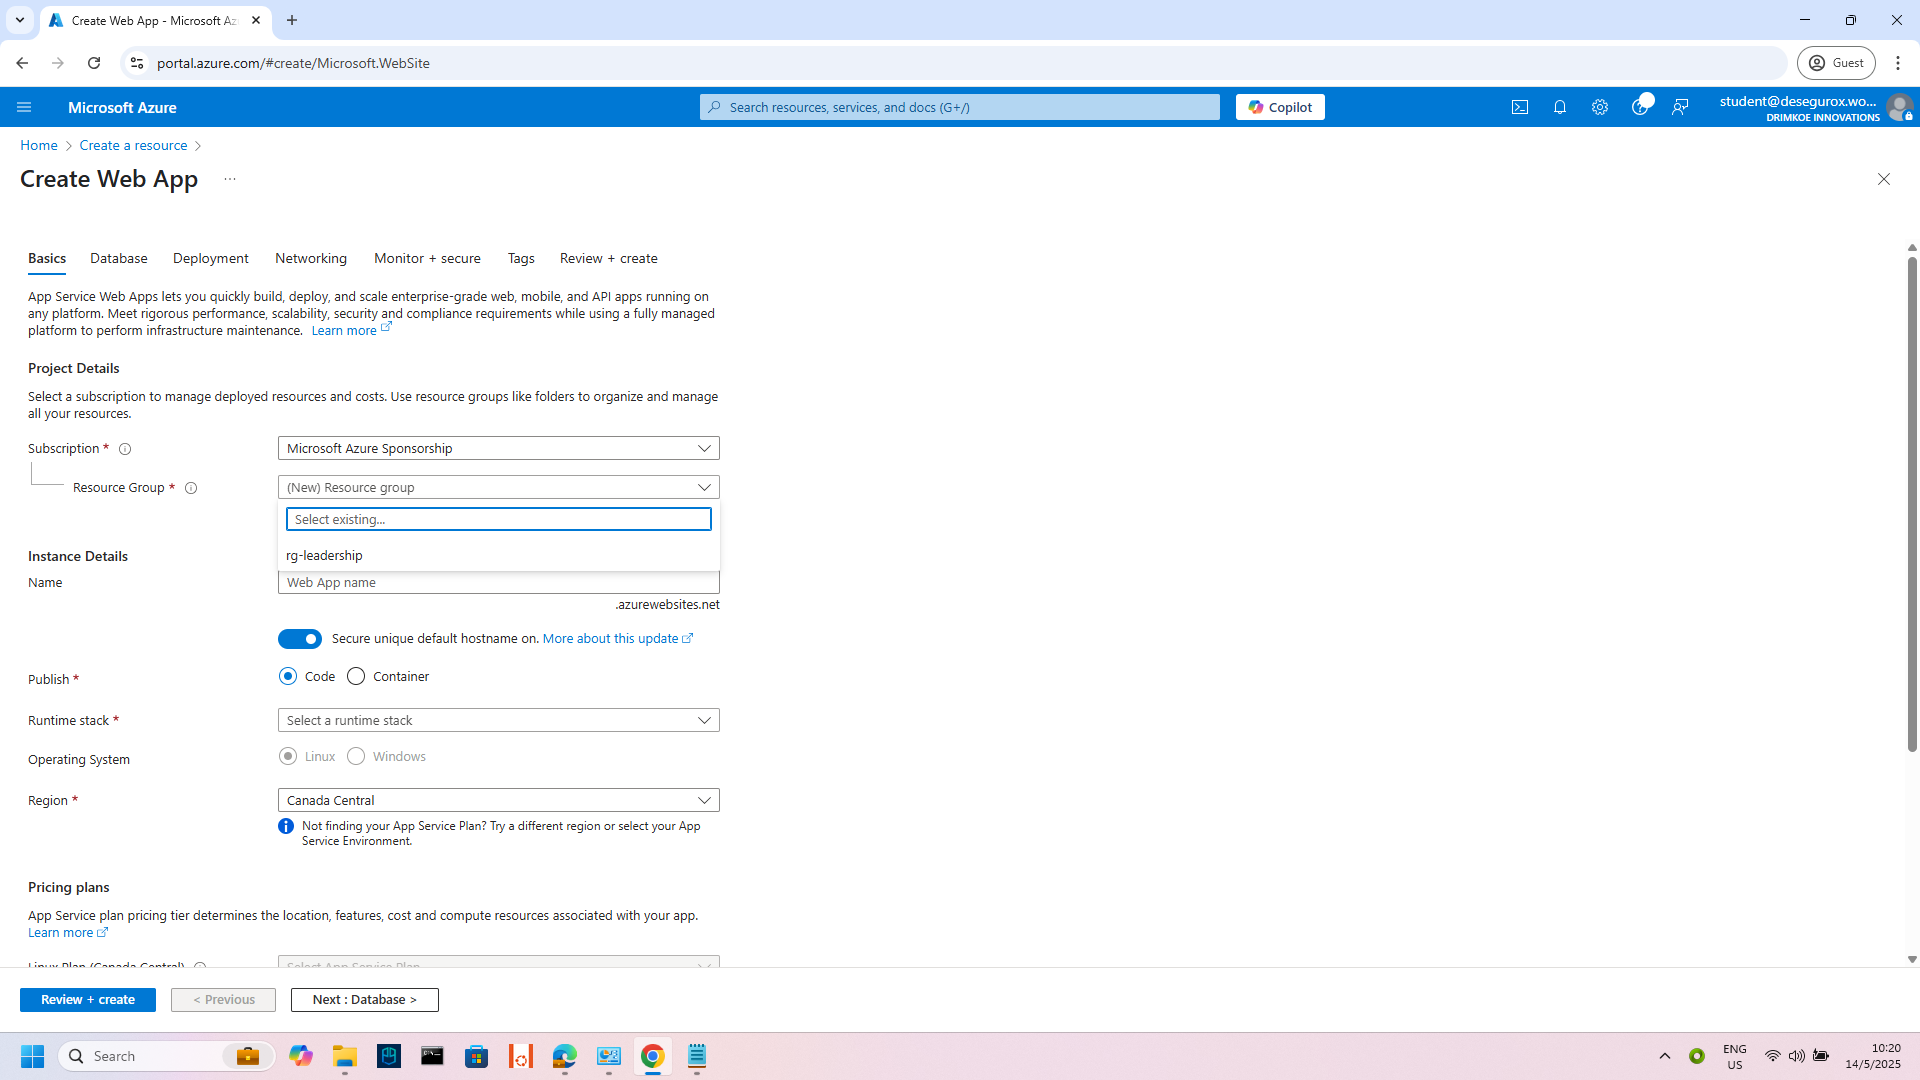 Create Web App - Microsoft Az
portal.azure.com/#create/Microsoft.WebSite
Guest
Microsoft Azure
Search resources, services, and docs (G+/)
Copilot
student@desegurox.wo...
DRIMKOE INNOVATIONS
Home
Create a resource
Create Web App
Basics
Database
Deployment
Networking
Monitor + secure
Tags
Review + create
App Service Web Apps lets you quickly build, deploy, and scale enterprise-grade web, mobile, and API apps running on
any platform. Meet rigorous performance, scalability, security and compliance requirements while using a fully managed
platform to perform infrastructure maintenance. Learn more
Project Details
Select a subscription to manage deployed resources and costs. Use resource groups like folders to organize and manage
all your resources.
Subscription *
Microsoft Azure Sponsorship
Resource Group *
(New) Resource group
Select existing...
rg-leadership
Instance Details
Name
Web App name
.azurewebsites.net
Secure unique default hostname on. More about this update
Publish *
Code
Container
Runtime stack *
Select a runtime stack
Operating System
Linux
Windows
Region *
Canada Central
Not finding your App Service Plan? Try a different region or select your App
Service Environment.
Pricing plans
App Service plan pricing tier determines the location, features, cost and compute resources associated with your app.
Learn more
Linux Plan (Canada Central)
Select App Service Plan
Review + create
< Previous
Next : Database >
Search
ENG
US
10:20
14/5/2025